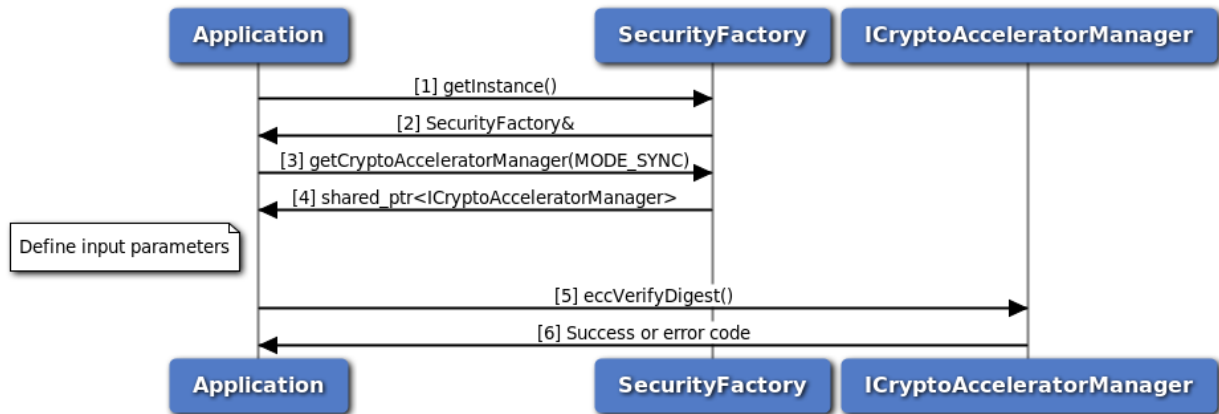 Application
SecurityFactory
ICryptoAcceleratorManager
[1] getInstance()
[2] SecurityFactory&
[3] getCryptoAcceleratorManager(MODE_SYNC)
[4] shared_ptr<ICryptoAcceleratorManager>
Define input parameters
[5] eccVerifyDigest()
[6] Success or error code
Application
SecurityFactory
ICryptoAcceleratorManager